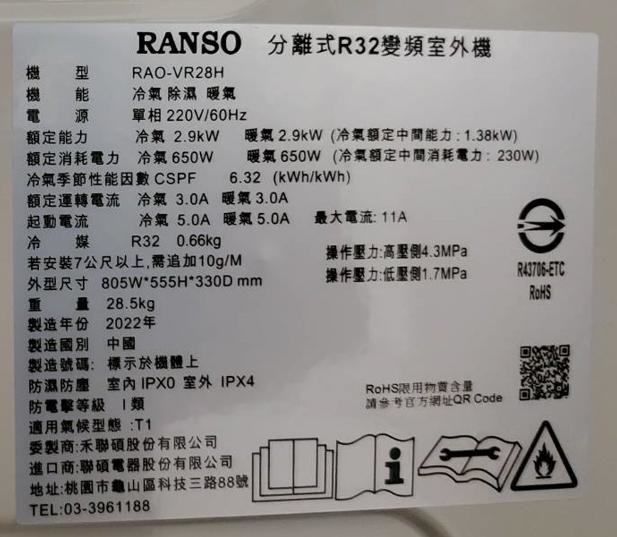 RANSO 分離式R32變頻室外機
機 型 RAO-VR28H
機 能 冷氣 除濕 暖氣
電 源 單相 220V/60Hz
額定能力 冷氣 2.9kW 暖氣 2.9kW (冷氣額定中間能力：1.38kW)
額定消耗電力 冷氣 650W 暖氣 650W (冷氣額定中間消耗電力：230W)
冷氣季節性能因數 CSPF 6.32 (kWh/kWh)
額定運轉電流 冷氣 3.0A 暖氣 3.0A
起動電流 冷氣 5.0A 暖氣 5.0A 最大電流: 11A
冷 媒 R32 0.66kg
操作壓力:高壓側4.3MPa
若安裝7公尺以上,需追加10g/M
操作壓力:低壓側1.7MPa
外型尺寸 805W*555H*330D mm
重 量 28.5kg
製造年份 2022年
製造國別 中國
製造號碼: 標示於機體上
防濕防塵 室內 IPX0 室外 IPX4
防電擊等級 I 類
適用氣候態型 :T1
委製商:禾聯碩股份有限公司
進口商:聯碩電器股份有限公司
地址:桃園市龜山區科技三路88號
TEL:03-3961188
R43706-ETC
RoHS
RoHS限用物質含量
請參考官方網址QR Code